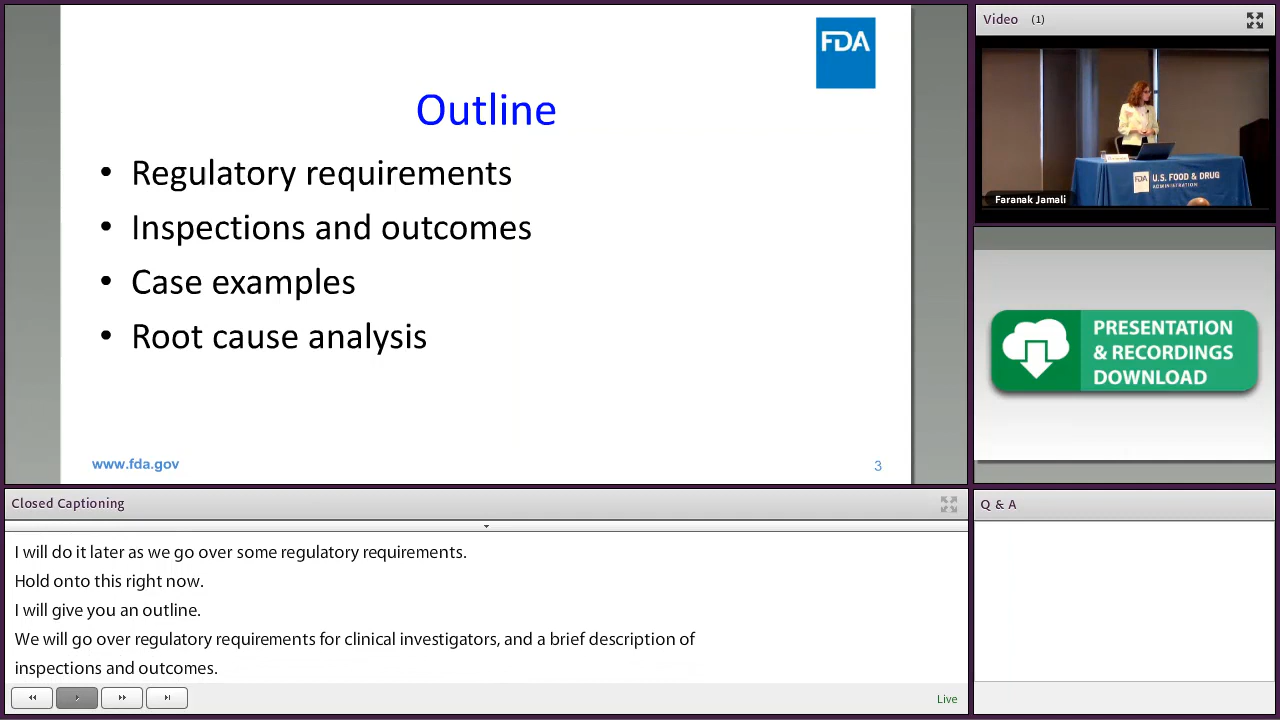 FDA
Outline
• Regulatory requirements
• Inspections and outcomes
• Case examples
• Root cause analysis
www.fda.gov
3
Video (1)
FDA U.S. FOOD & DRUG
ADMINISTRATION
Faranak Jamali
PRESENTATION
& RECORDINGS
DOWNLOAD
Closed Captioning
I will do it later as we go over some regulatory requirements.
Hold onto this right now.
I will give you an outline.
We will go over regulatory requirements for clinical investigators, and a brief description of
inspections and outcomes.
Live
Q & A